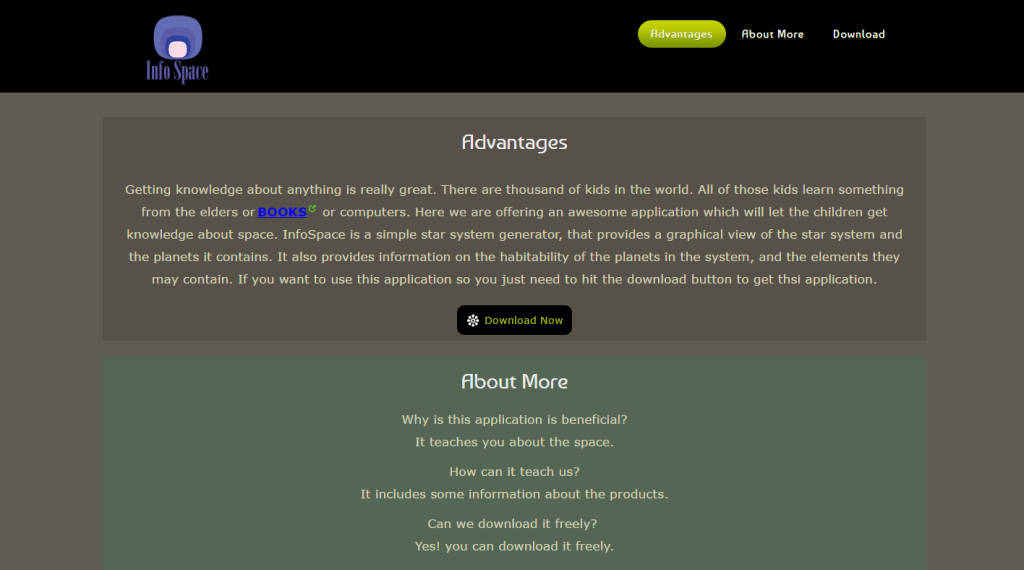 Info Space
Advantages
About More
Download
Advantages
Getting knowledge about anything is really great. There are thousand of kids in the world. All of those kids learn something
from the elders or BOOKS or computers. Here we are offering an awesome application which will let the children get
knowledge about space. InfoSpace is a simple star system generator, that provides a graphical view of the star system and
the planets it contains. It also provides information on the habitability of the planets in the system, and the elements they
may contain. If you want to use this application so you just need to hit the download button to get thsi application.
Download Now
About More
Why is this application is beneficial?
It teaches you about the space.
How can it teach us?
It includes some information about the products.
Can we download it freely?
Yes! you can download it freely.